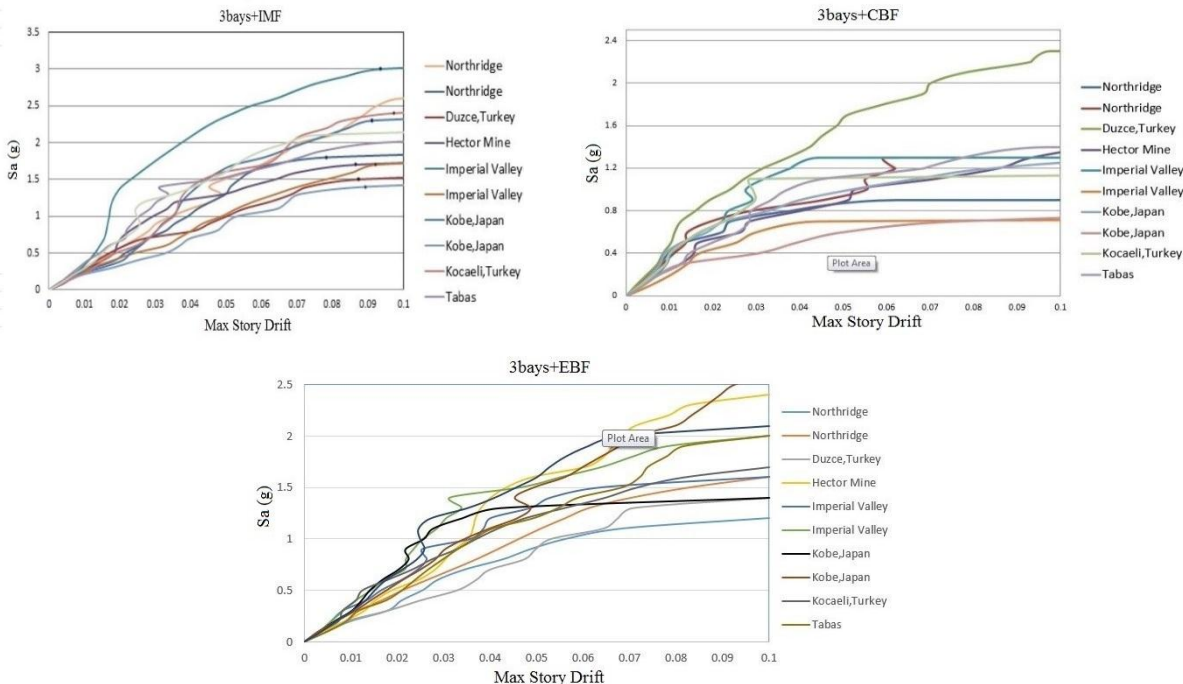 3bays+IMF
Sa (g)
3.5
3
2.5
2
1.5
1
0.5
0
0 0.01 0.02 0.03 0.04 0.05 0.06 0.07 0.08 0.09 0.1
Max Story Drift
Northridge
Northridge
Duzce,Turkey
Hector Mine
Imperial Valley
Imperial Valley
Kobe,Japan
Kobe,Japan
Kocaeli,Turkey
Tabas
3bays+CBF
Sa (g)
2.4
2
1.6
1.2
0.8
0.4
0
0 0.01 0.02 0.03 0.04 0.05 0.06 0.07 0.08 0.09 0.1
Plot Area
Max Story Drift
Northridge
Northridge
Duzce,Turkey
Hector Mine
Imperial Valley
Imperial Valley
Kobe,Japan
Kobe,Japan
Kocaeli,Turkey
Tabas
3bays+EBF
Sa (g)
2.5
2
1.5
1
0.5
0
0 0.01 0.02 0.03 0.04 0.05 0.06 0.07 0.08 0.09 0.1
Plot Area
Max Story Drift
Northridge
Northridge
Duzce,Turkey
Hector Mine
Imperial Valley
Imperial Valley
Kobe,Japan
Kobe,Japan
Kocaeli,Turkey
Tabas